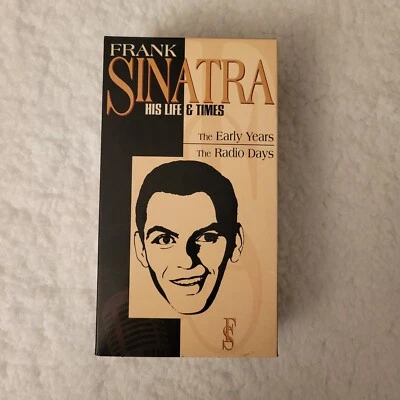 FRANK
SINATRA
HIS LIFE & TIMES
The Early Years
The Radio Days
FS